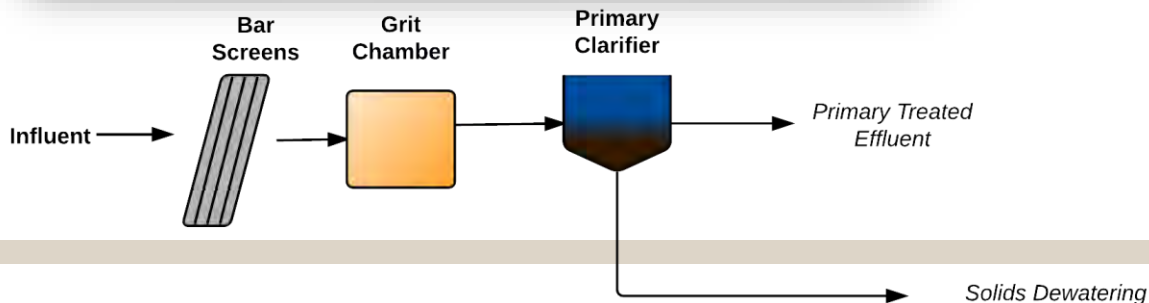 Bar
Screens
Grit
Chamber
Primary
Clarifier
Influent
Primary Treated
Effluent
Solids Dewatering